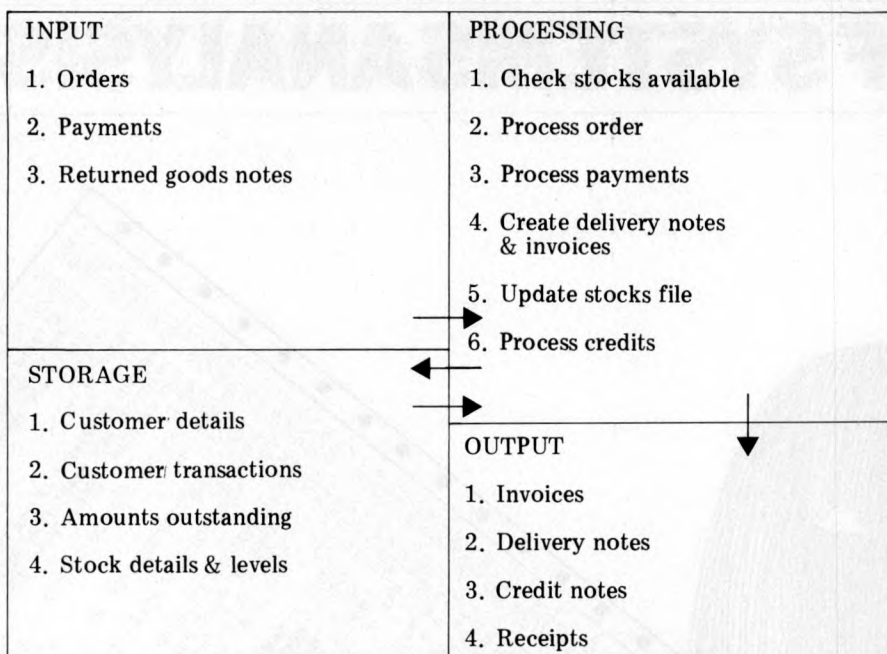 INPUT
1. Orders
2. Payments
3. Returned goods notes
STORAGE
1. Customer details
2. Customer transactions
3. Amounts outstanding
4. Stock details & levels
PROCESSING
1. Check stocks available
2. Process order
3. Process payments
4. Create delivery notes
& invoices
5. Update stocks file
6. Process credits
OUTPUT
1. Invoices
2. Delivery notes
3. Credit notes
4. Receipts